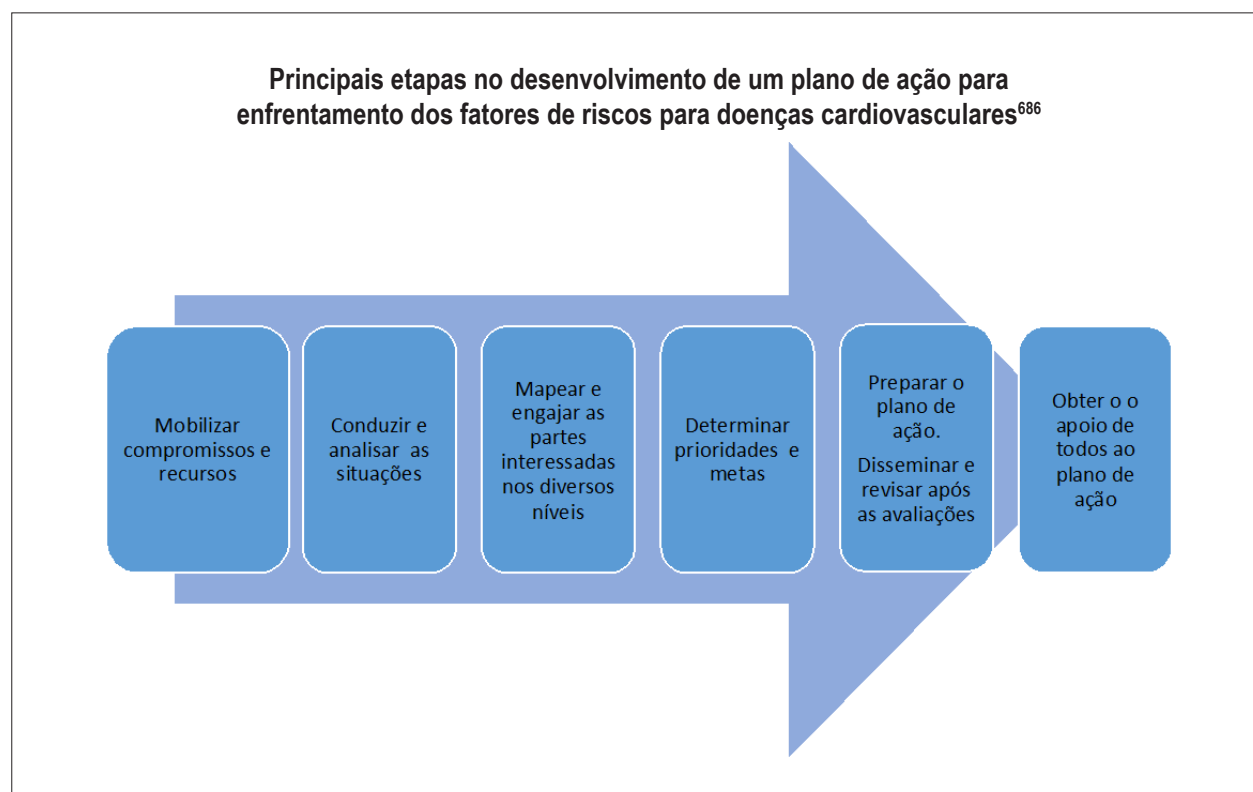 Principais etapas no desenvolvimento de um plano de ação para
enfrentamento dos fatores de riscos para doenças cardiovasculares⁶⁸⁶
Mobilizar
compromissos e
recursos
Conduzir e
analisar as
situações
Mapear e
engajar as
partes
interessadas
nos diversos
níveis
Determinar
prioridades e
metas
Preparar o
plano de
ação.
Disseminar e
revisar após
as avaliações
Obter o o
apoio de
todos ao
plano de
ação